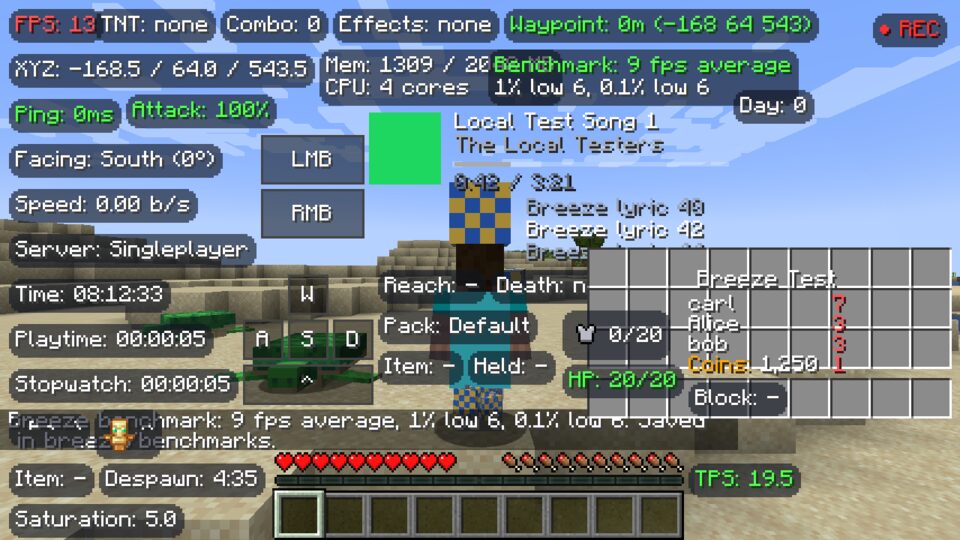 FPS: 13 TNT: none Combo: 0 Effects: none Waypoint: 0m (-168 64 543) REC
XYZ: -168.5 / 64.0 / 543.5
Mem: 1309 /
CPU: 4 cores
Benchmark: 9 fps average
1% low 6, 0.1% low 6
Day: 0
Ping: 0ms Attack: 100%
Local Test Song 1
The Local Testers
0:42 / 3:21
LMB
Facing: South (0°)
RMB
Speed: 0.00 b/s
Breeze lyric 40
Breeze lyric 42
Server: Singleplayer
Reach: - Death:
Breeze Test
carl 7
Alice 3
bob 3
Coins: 1,250 1
Time: 08:12:33
W
Playtime: 00:00:05
A S D
Pack: Default
0/20
Item: - Held: -
Stopwatch: 00:00:05
^
HP: 20/20
Block: -
Breeze benchmark: 9 fps average, 1% low 6, 0.1% low 6. Saved
in breeze/benchmarks.
Item: - Despawn: 4:35
TPS: 19.5
Saturation: 5.0